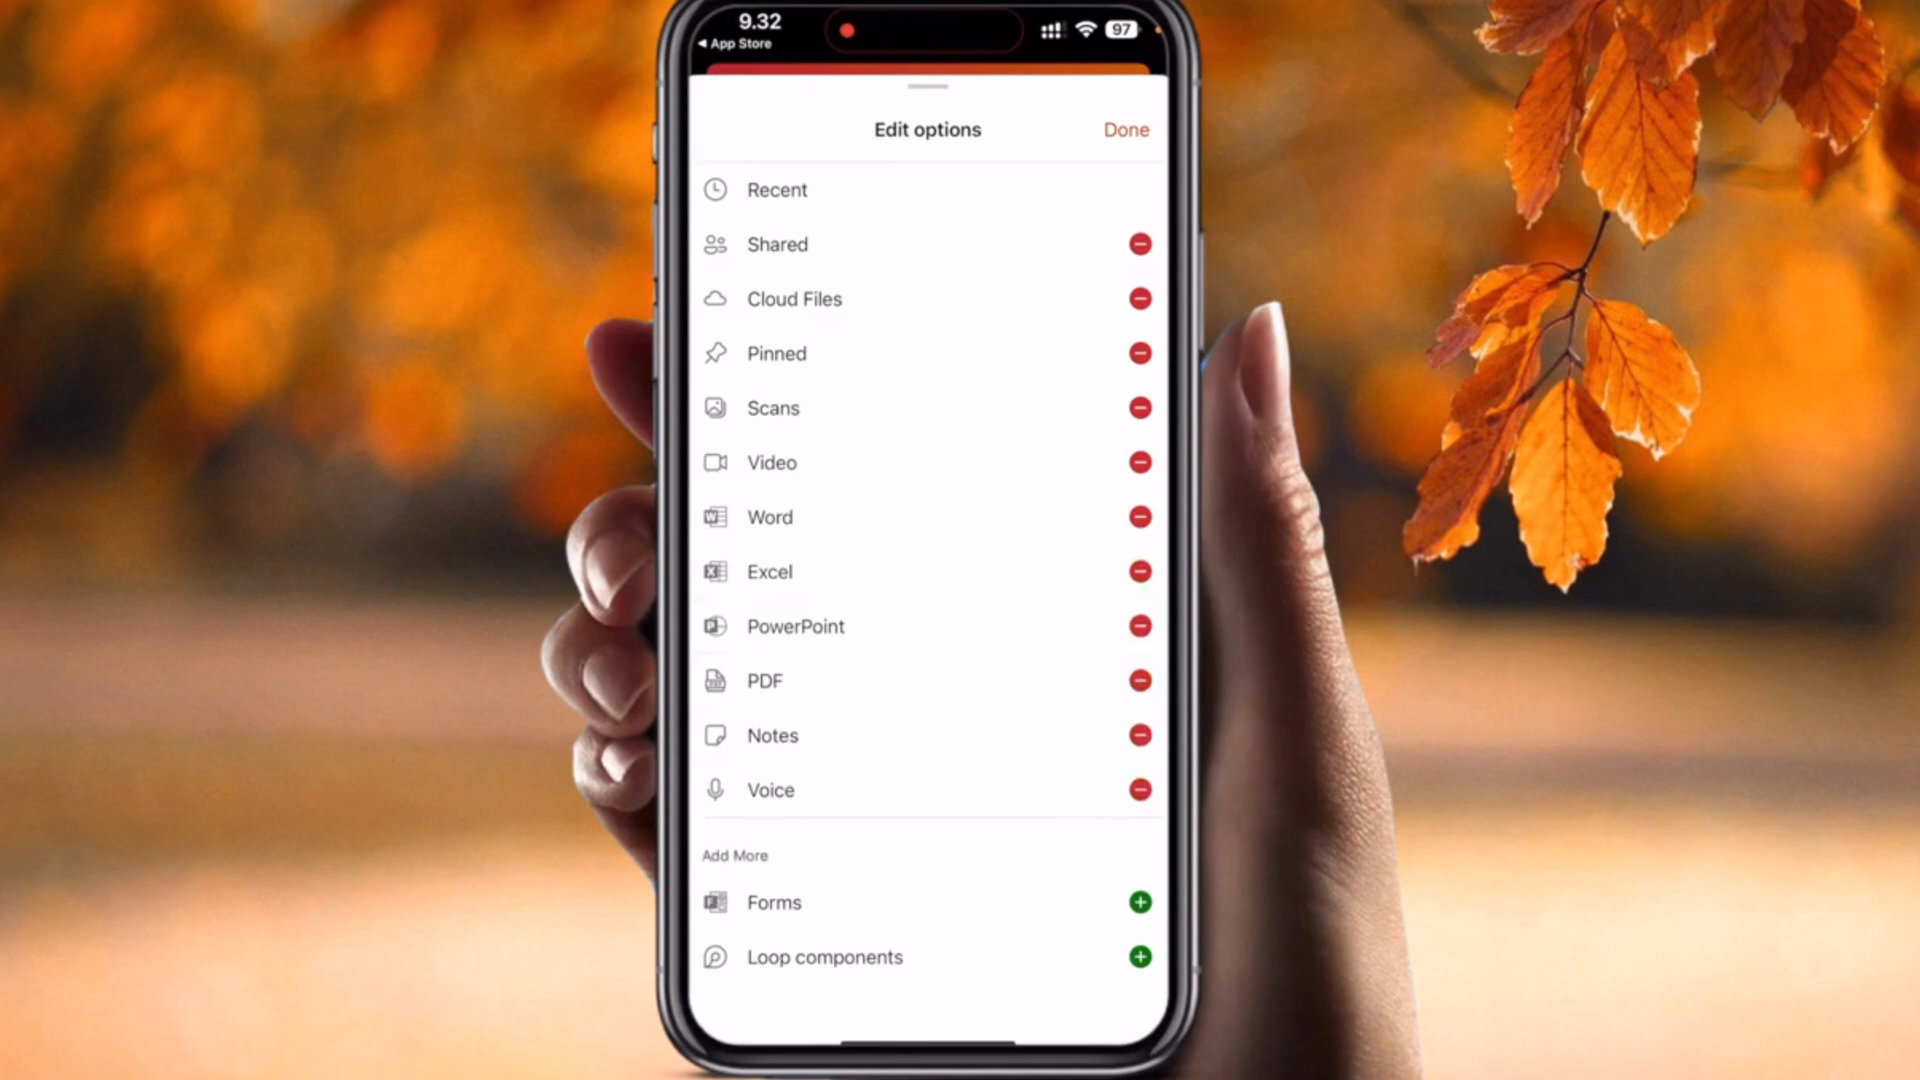 9.32
◀ App Store
97
Edit options
Done
Recent
Shared
Cloud Files
Pinned
Scans
Video
Word
Excel
PowerPoint
PDF
Notes
Voice
Add More
Forms
Loop components